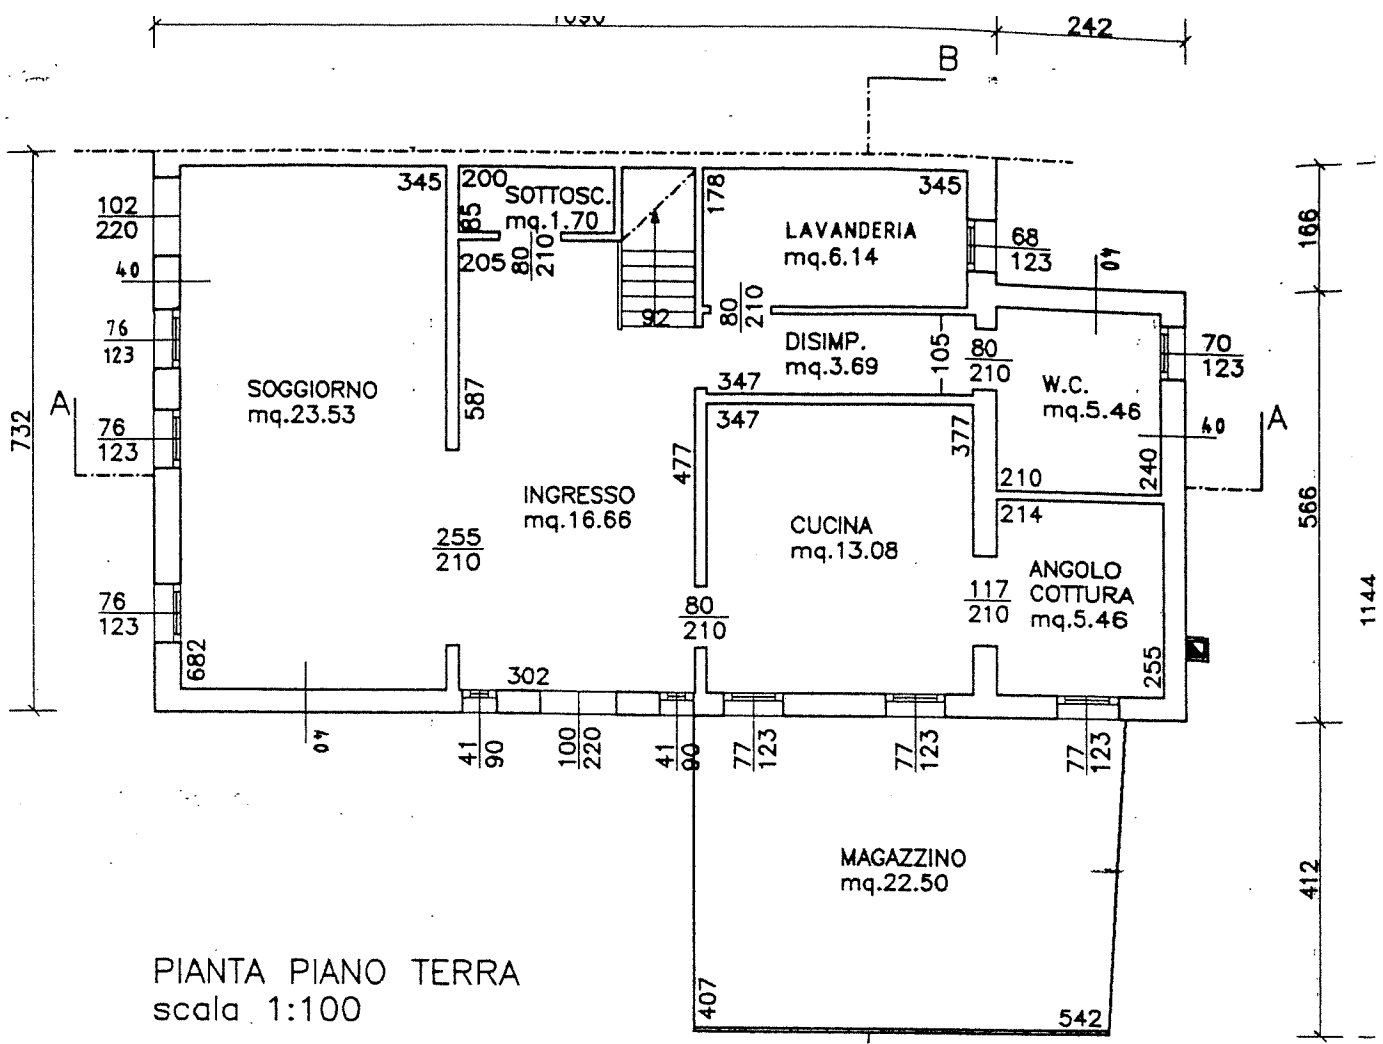 1090
242
B
345
200
SOTTOSC.
mq.1.70
85
178
345
102
220
166
LAVANDERIA
mq.6.14
68
123
40
205
80
210
40
92
80
210
76
123
DISIMP.
mq.3.69
105
80
210
70
123
347
W.C.
mq.5.46
SOGGIORNO
mq.23.53
587
A
732
76
123
347
377
477
40
A
210
240
214
INGRESSO
mq.16.66
CUCINA
mq.13.08
566
255
210
ANGOLO
COTTURA
mq.5.46
117
210
80
210
76
123
1144
682
302
255
40
41
90
100
220
41
90
77
123
77
123
77
123
MAGAZZINO
mq.22.50
412
407
542
PIANTA PIANO TERRA
scala 1:100